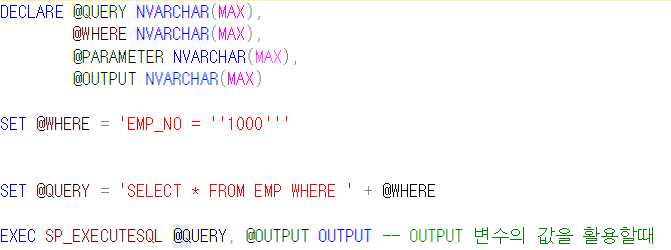 DECLARE @QUERY NVARCHAR(MAX),
@WHERE NVARCHAR(MAX),
@PARAMETER NVARCHAR(MAX),
@OUTPUT NVARCHAR(MAX)
SET @WHERE = 'EMP_NO = ''1000'''
SET @QUERY = 'SELECT * FROM EMP WHERE ' + @WHERE
EXEC SP_EXECUTESQL @QUERY, @OUTPUT OUTPUT -- OUTPUT 변수의 값을 활용할때